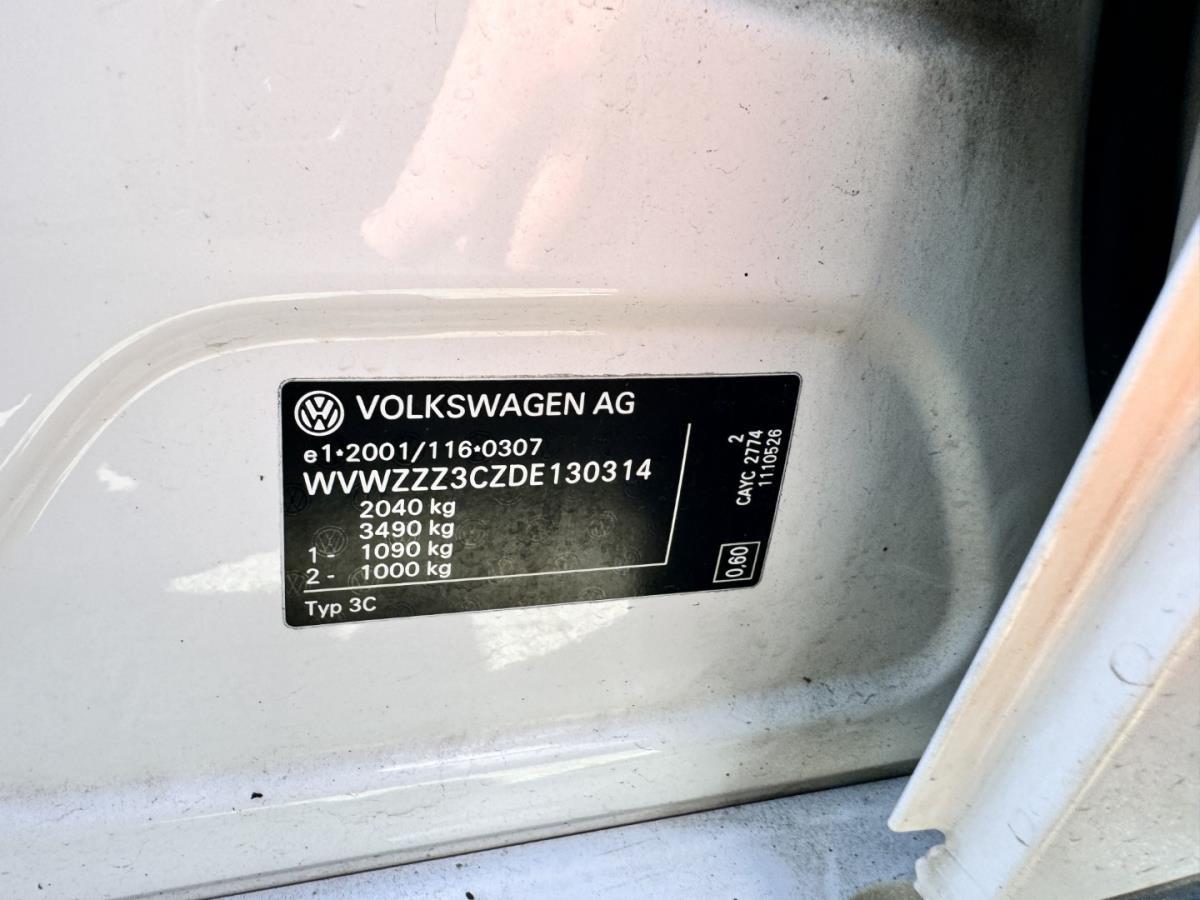 VOLKSWAGEN AG
e1*2001/116*0307
WVWZZZ3CZDE130314
2040 kg
3490 kg
1 - 1090 kg
2 - 1000 kg
Typ 3C
2
CAYC 2774
1110526
0,60